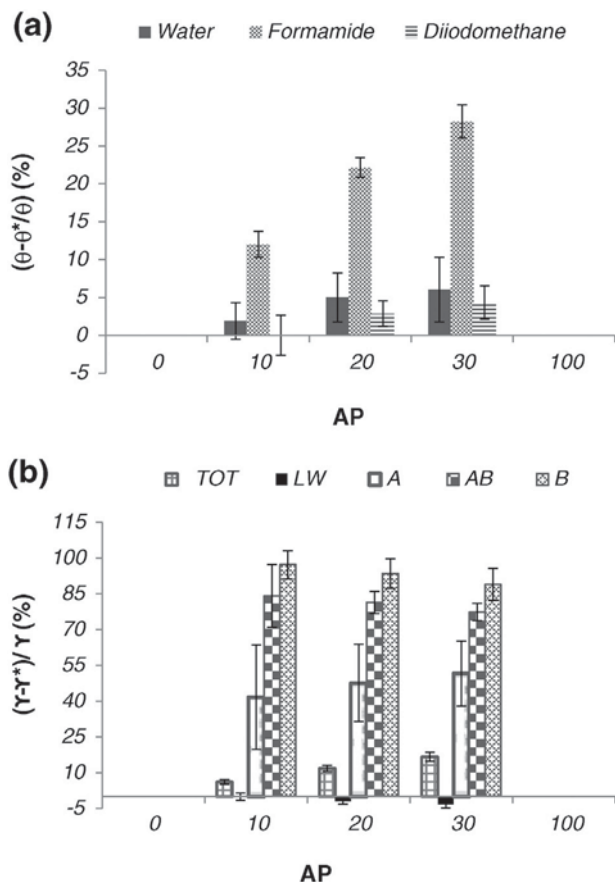 (a)
Water Formamide Diiodomethane
35
30
25
20
15
10
5
0
-5
(θ-θ*/θ) (%)
0 10 20 30 100
AP
(b)
TOT LW A AB B
115
100
85
70
55
40
25
10
-5
(ϒ-ϒ*)/ ϒ (%)
0 10 20 30 100
AP